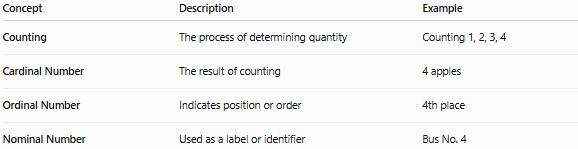 Concept Description Example
Counting The process of determining quantity Counting 1, 2, 3, 4
Cardinal Number The result of counting 4 apples
Ordinal Number Indicates position or order 4th place
Nominal Number Used as a label or identifier Bus No. 4